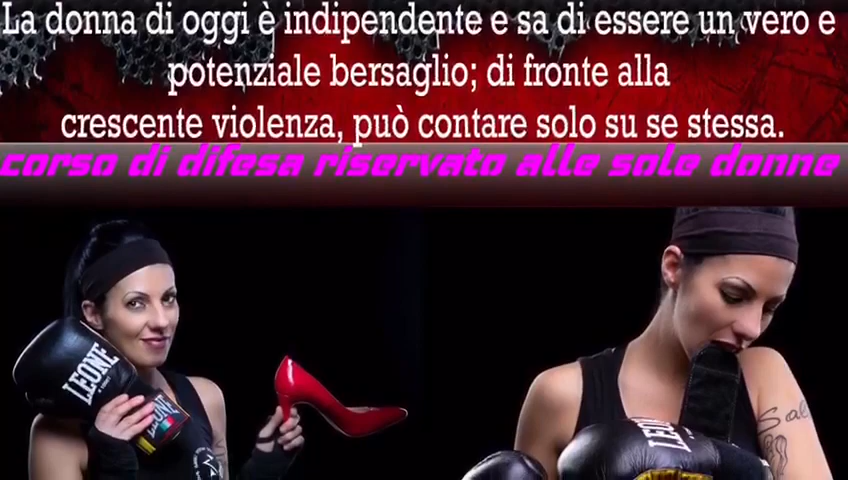 La donna di oggi è indipendente e sa di essere un vero e
potenziale bersaglio; di fronte alla
crescente violenza, può contare solo su se stessa.
corso di difesa riservato alle sole donne
LEONE
LEONE
LEONE